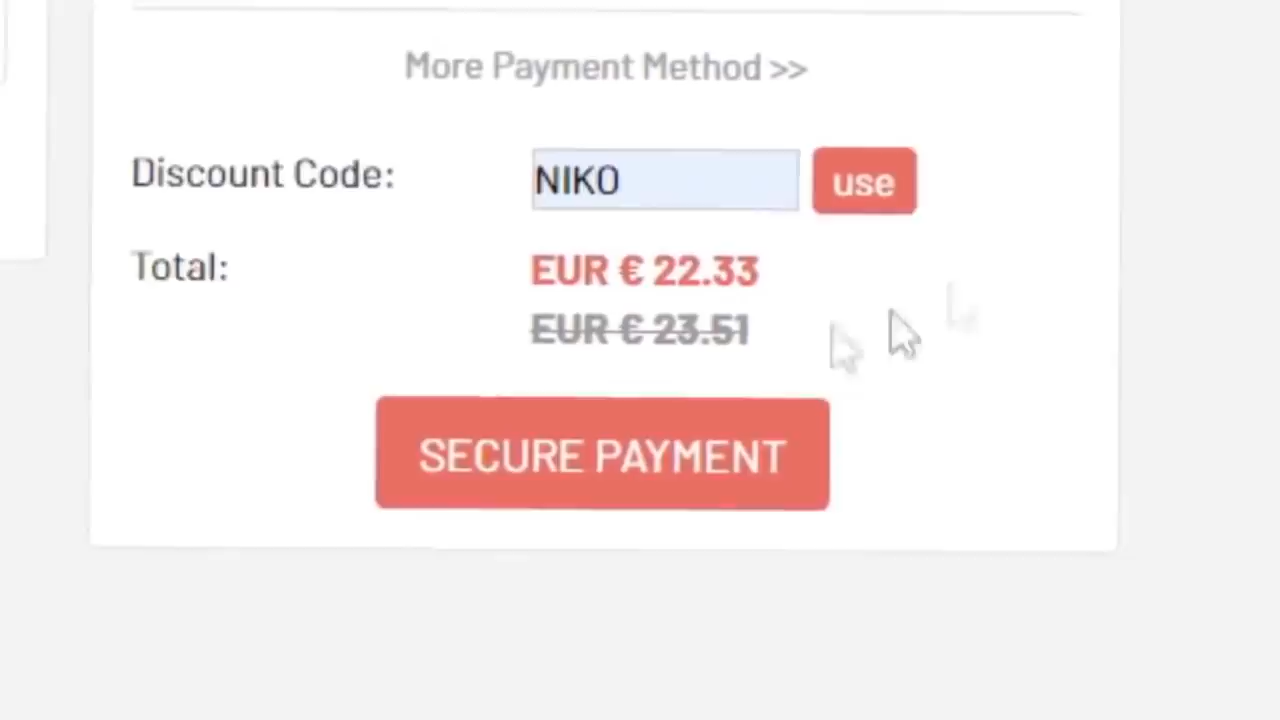 More Payment Method >>
Discount Code: NIKO use
Total: EUR € 22.33
EUR € 23.51
SECURE PAYMENT